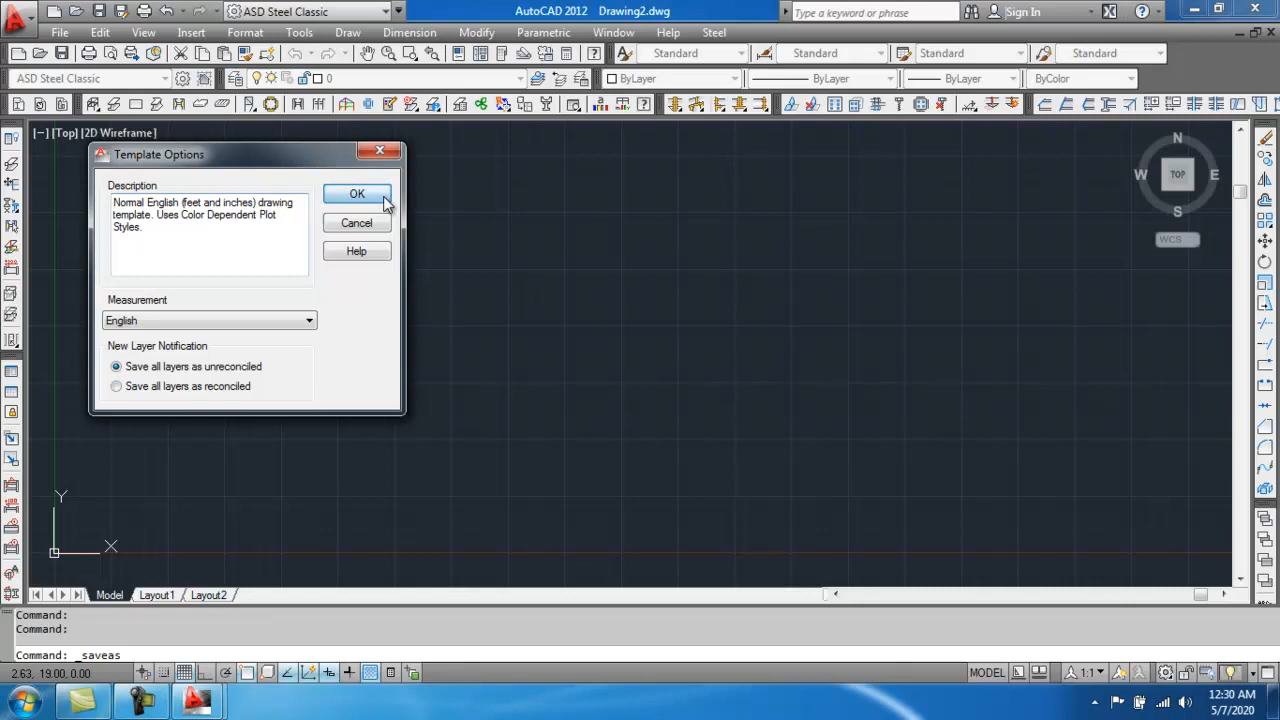 ASD Steel Classic
AutoCAD 2012 Drawing2.dwg
Type a keyword or phrase
Sign In
File Edit View Insert Format Tools Draw Dimension Modify Parametric Window Help Steel
Standard Standard Standard Standard
ASD Steel Classic 0 ByLayer ByLayer ByLayer ByColor
[−] [Top] [2D Wireframe]
Template Options
Description
Normal English (feet and inches) drawing
template. Uses Color Dependent Plot
Styles.
OK
Cancel
Help
Measurement
English
New Layer Notification
Save all layers as unreconciled
Save all layers as reconciled
N
W TOP E
S
WCS
Y
X
Model Layout1 Layout2
Command:
Command:
Command: _saveas
2.63, 19.00, 0.00 MODEL 1:1
12:30 AM
5/7/2020